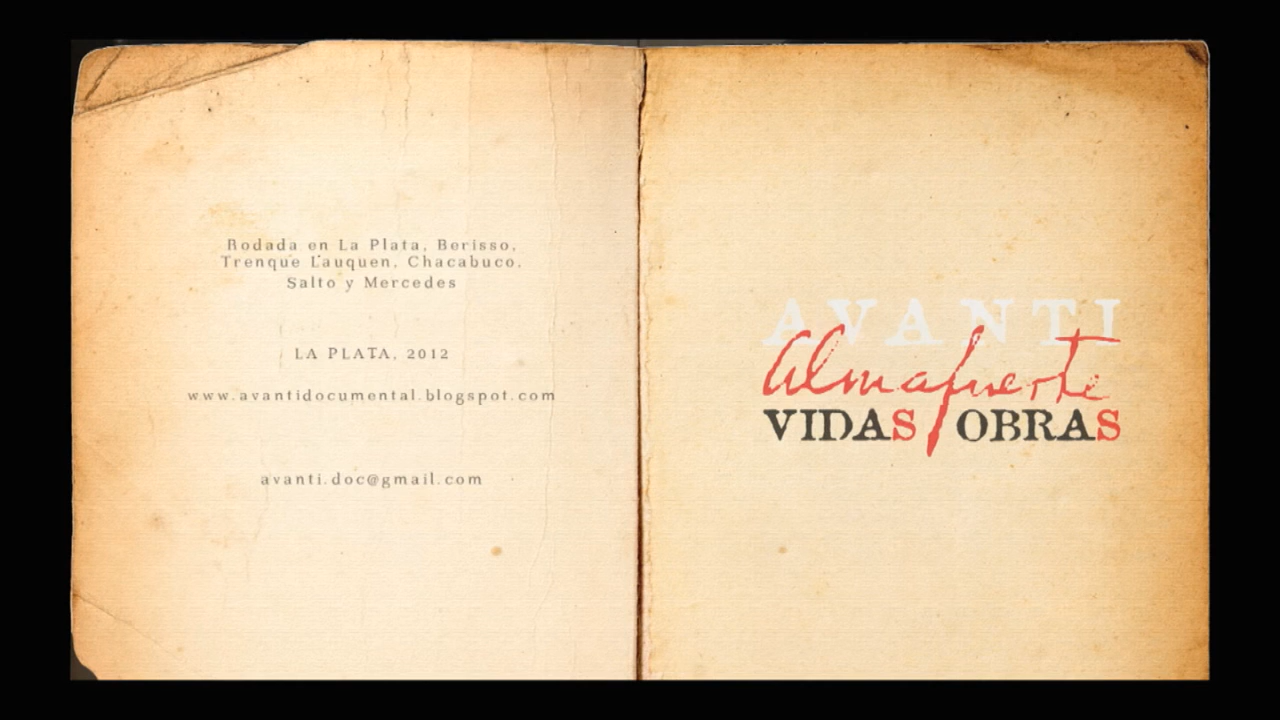 Rodada en La Plata, Berisso,
Trenque Lauquen, Chacabuco,
Salto y Mercedes
LA PLATA, 2012
www.avantidocumental.blogspot.com
avanti.doc@gmail.com
AVANTI
Almafuerte
VIDAS OBRAS